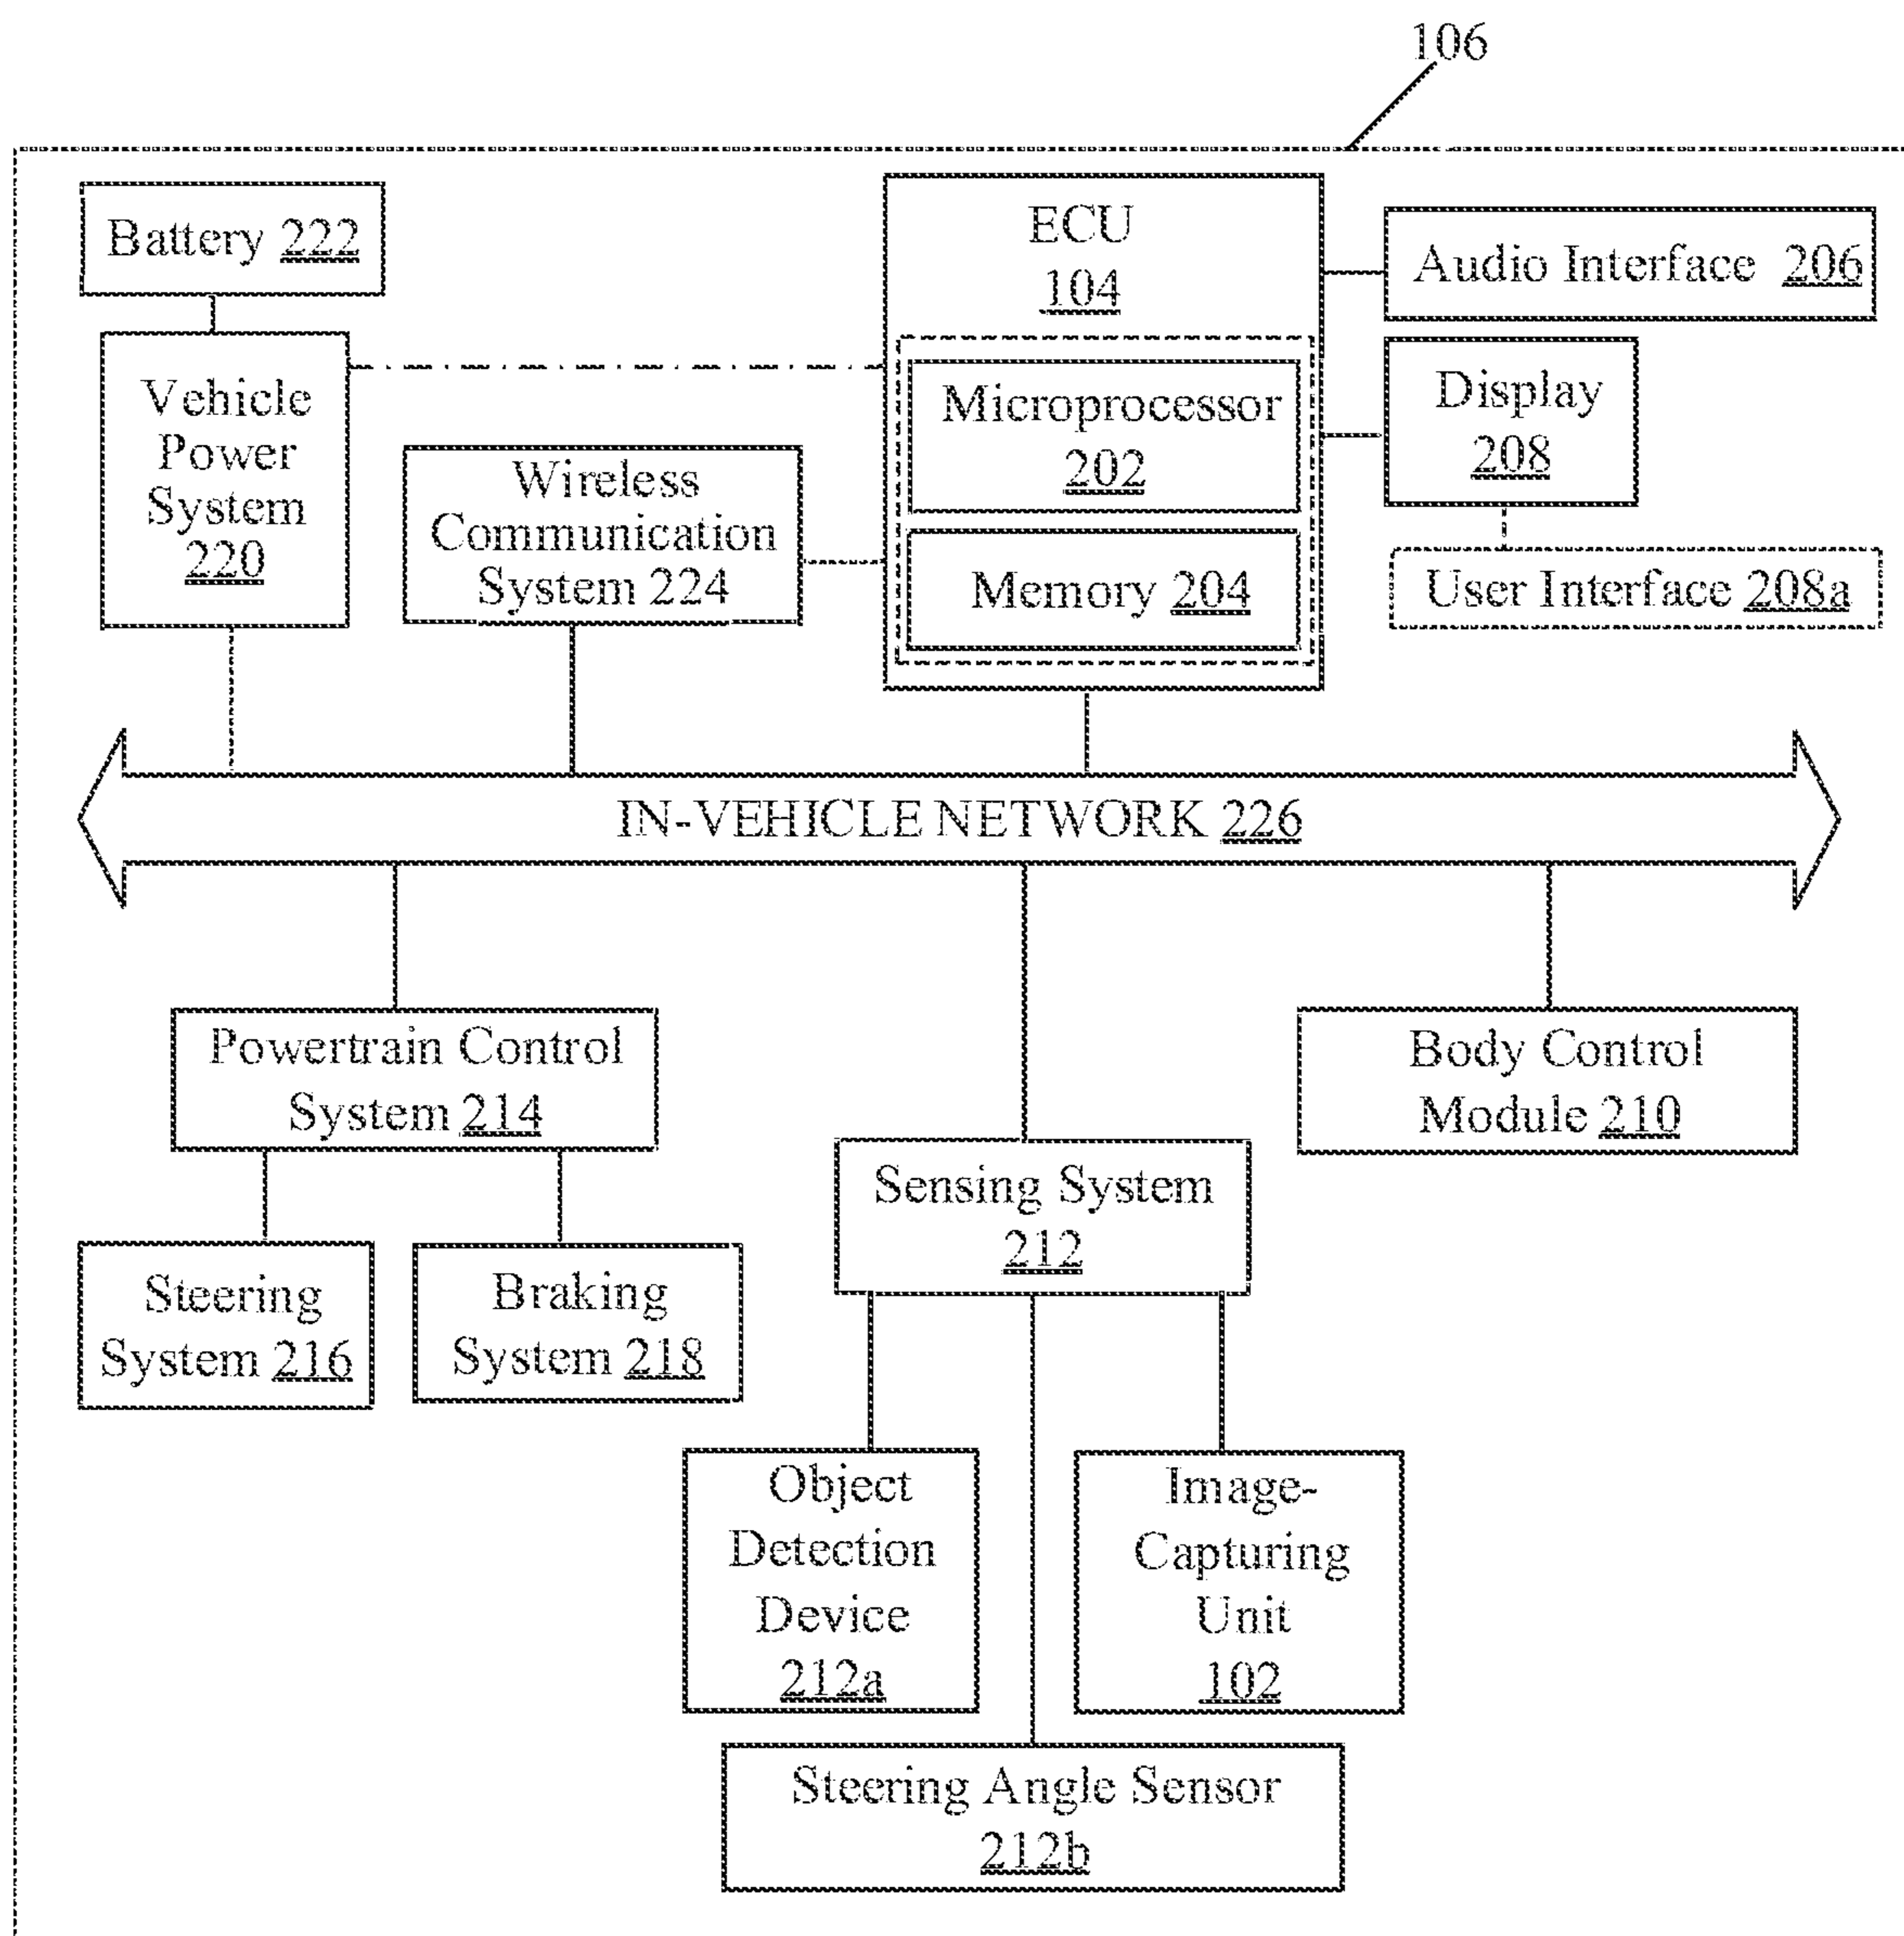 106
Battery 222
ECU
104
Audio Interface 206
Vehicle
Power
System
220
Wireless
Communication
System 224
Microprocessor
202
Memory 204
Display
208
User Interface 208a
IN-VEHICLE NETWORK 226
Powertrain Control
System 214
Body Control
Module 210
Sensing System
212
Steering
System 216
Braking
System 218
Object
Detection
Device
212a
Image-
Capturing
Unit
102
Steering Angle Sensor
212b